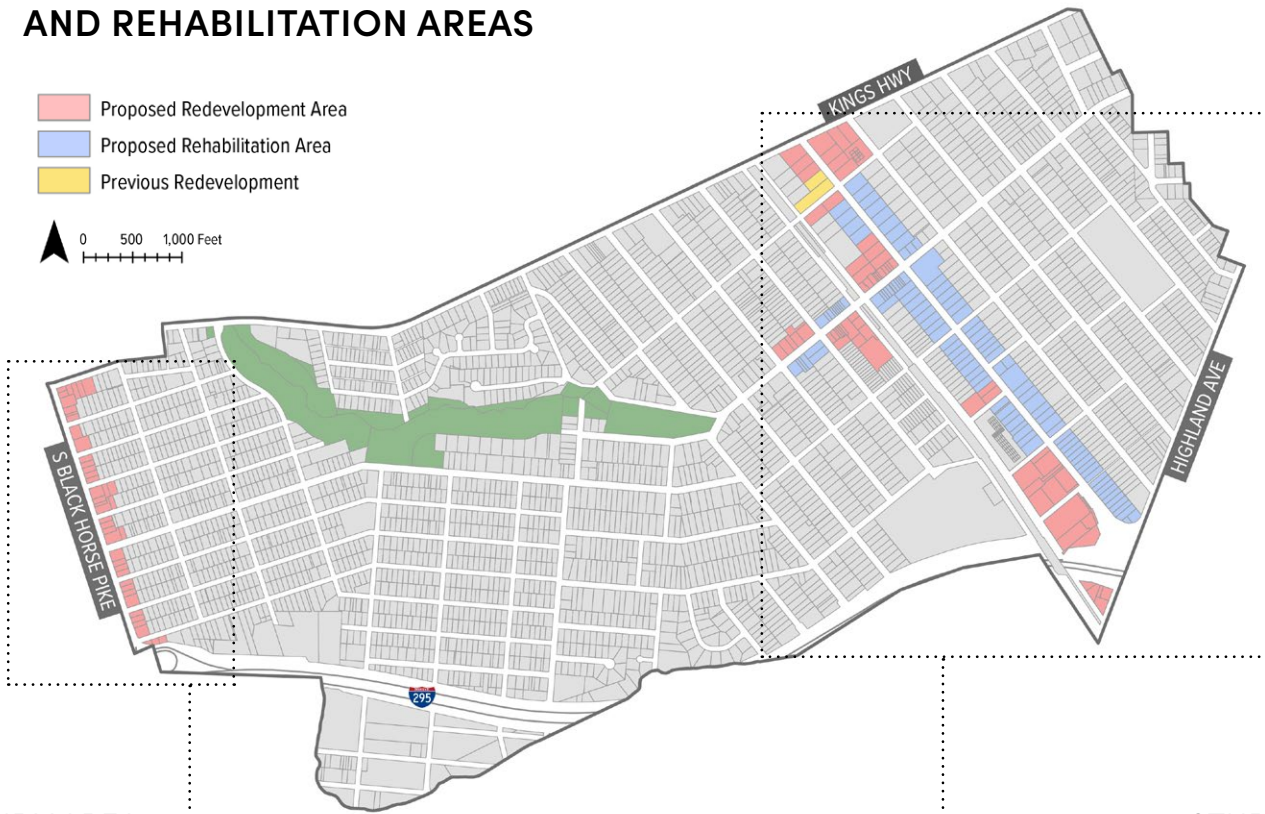 AND REHABILITATION AREAS
Proposed Redevelopment Area
Proposed Rehabilitation Area
Previous Redevelopment
0 500 1,000 Feet
KINGS HWY
HIGHLAND AVE
S BLACK HORSE PIKE
295